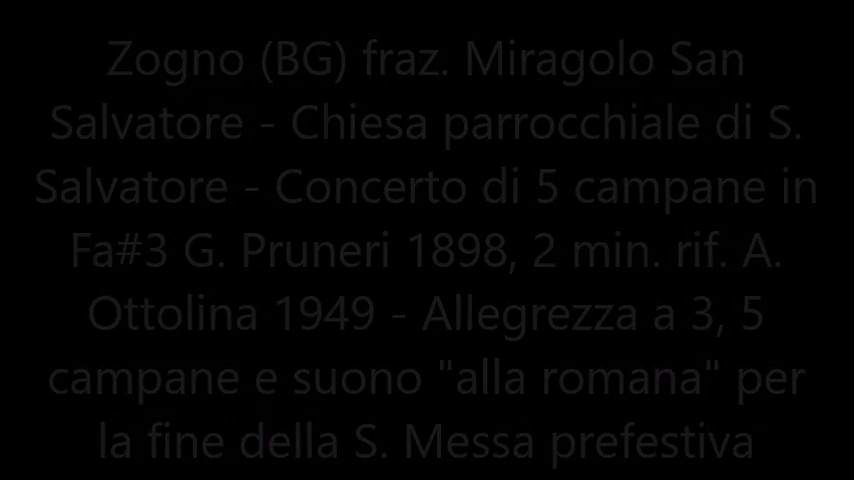 Zogno (BG) fraz. Miragolo San
Salvatore - Chiesa parrocchiale di S.
Salvatore - Concerto di 5 campane in
Fa#3 G. Pruneri 1898, 2 min. rif. A.
Ottolina 1949 - Allegrezza a 3, 5
campane e suono "alla romana" per
la fine della S. Messa prefestiva